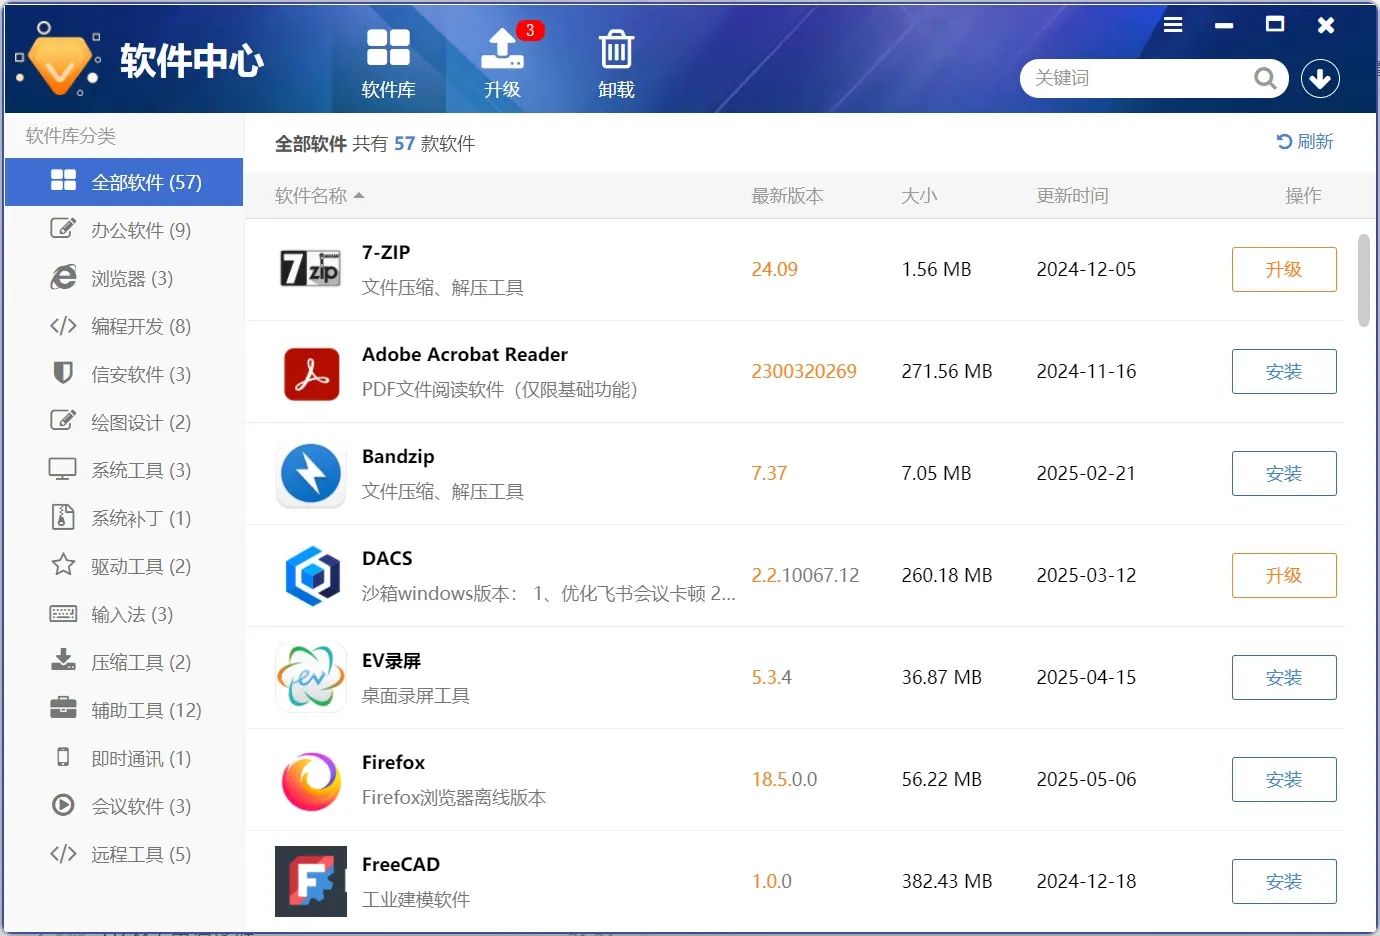 软件中心
软件库
升级
3
卸载
关键词
软件库分类
全部软件 (57)
办公软件 (9)
浏览器 (3)
编程开发 (8)
信安软件 (3)
绘图设计 (2)
系统工具 (3)
系统补丁 (1)
驱动工具 (2)
输入法 (3)
压缩工具 (2)
辅助工具 (12)
即时通讯 (1)
会议软件 (3)
远程工具 (5)
全部软件 共有 57 款软件
刷新
软件名称 最新版本 大小 更新时间 操作
7zip
7-ZIP
文件压缩、解压工具
24.09 1.56 MB 2024-12-05 升级
Adobe Acrobat Reader
PDF文件阅读软件（仅限基础功能）
2300320269 271.56 MB 2024-11-16 安装
Bandzip
文件压缩、解压工具
7.37 7.05 MB 2025-02-21 安装
DACS
沙箱windows版本： 1、优化飞书会议卡顿 2...
2.2.10067.12 260.18 MB 2025-03-12 升级
ev
EV录屏
桌面录屏工具
5.3.4 36.87 MB 2025-04-15 安装
Firefox
Firefox浏览器离线版本
18.5.0.0 56.22 MB 2025-05-06 安装
F
FreeCAD
工业建模软件
1.0.0 382.43 MB 2024-12-18 安装